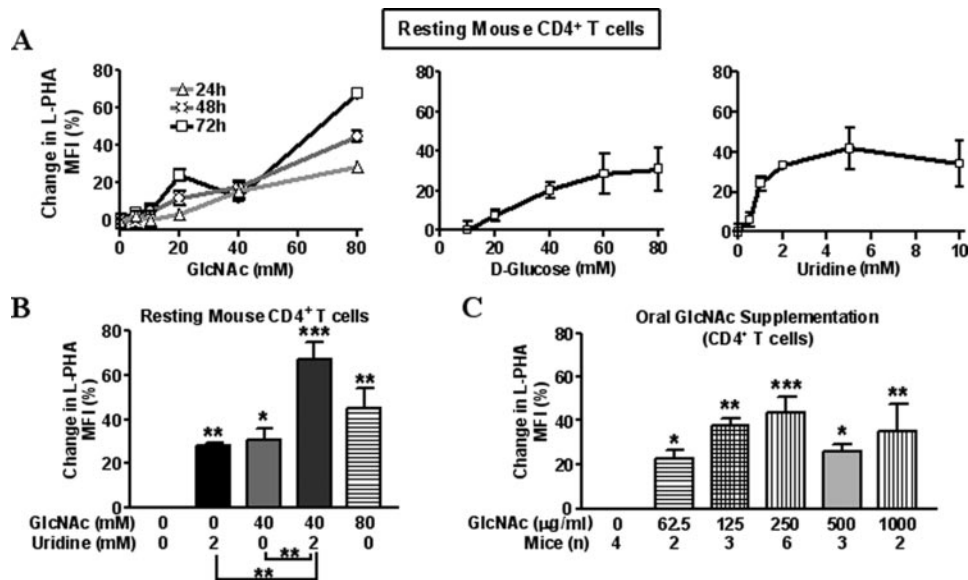 Resting Mouse CD4+ T cells
A
Change in L-PHA
MFI (%)
80
60
40
20
0
24h
48h
72h
0
20
40
60
80
GlcNAc (mM)
80
60
40
20
0
0
20
40
60
80
D-Glucose (mM)
80
60
40
20
0
0
2
4
6
8
10
Uridine (mM)
B
Resting Mouse CD4+ T cells
Change in L-PHA
MFI (%)
80
60
40
20
0
**
*
***
**
GlcNAc (mM) 0 0 40 40 80
Uridine (mM) 0 2 0 2 0
**
**
C
Oral GlcNAc Supplementation
(CD4+ T cells)
Change in L-PHA
MFI (%)
80
60
40
20
0
*
**
***
*
**
GlcNAc (µg/ml) 0 62.5 125 250 500 1000
Mice (n) 4 2 3 6 3 2